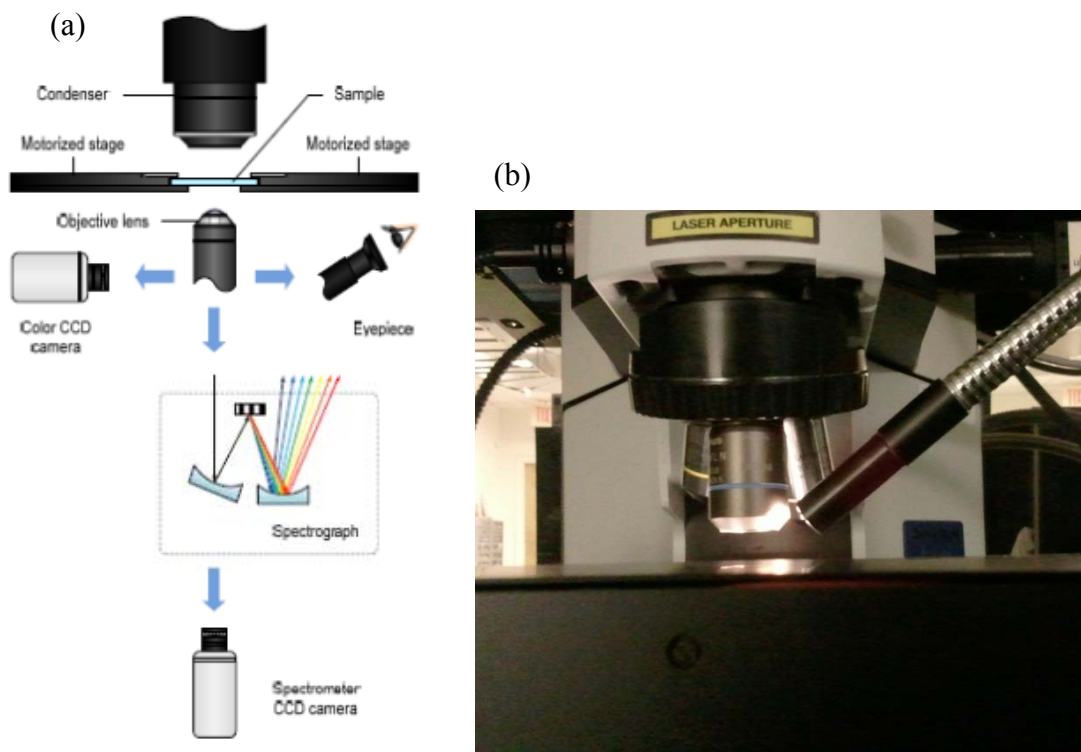 (a)
Condenser
Sample
Motorized stage
Motorized stage
Objective lens
Color CCD
camera
Eyepiece
Spectrograph
Spectrometer
CCD camera
(b)
LASER APERTURE